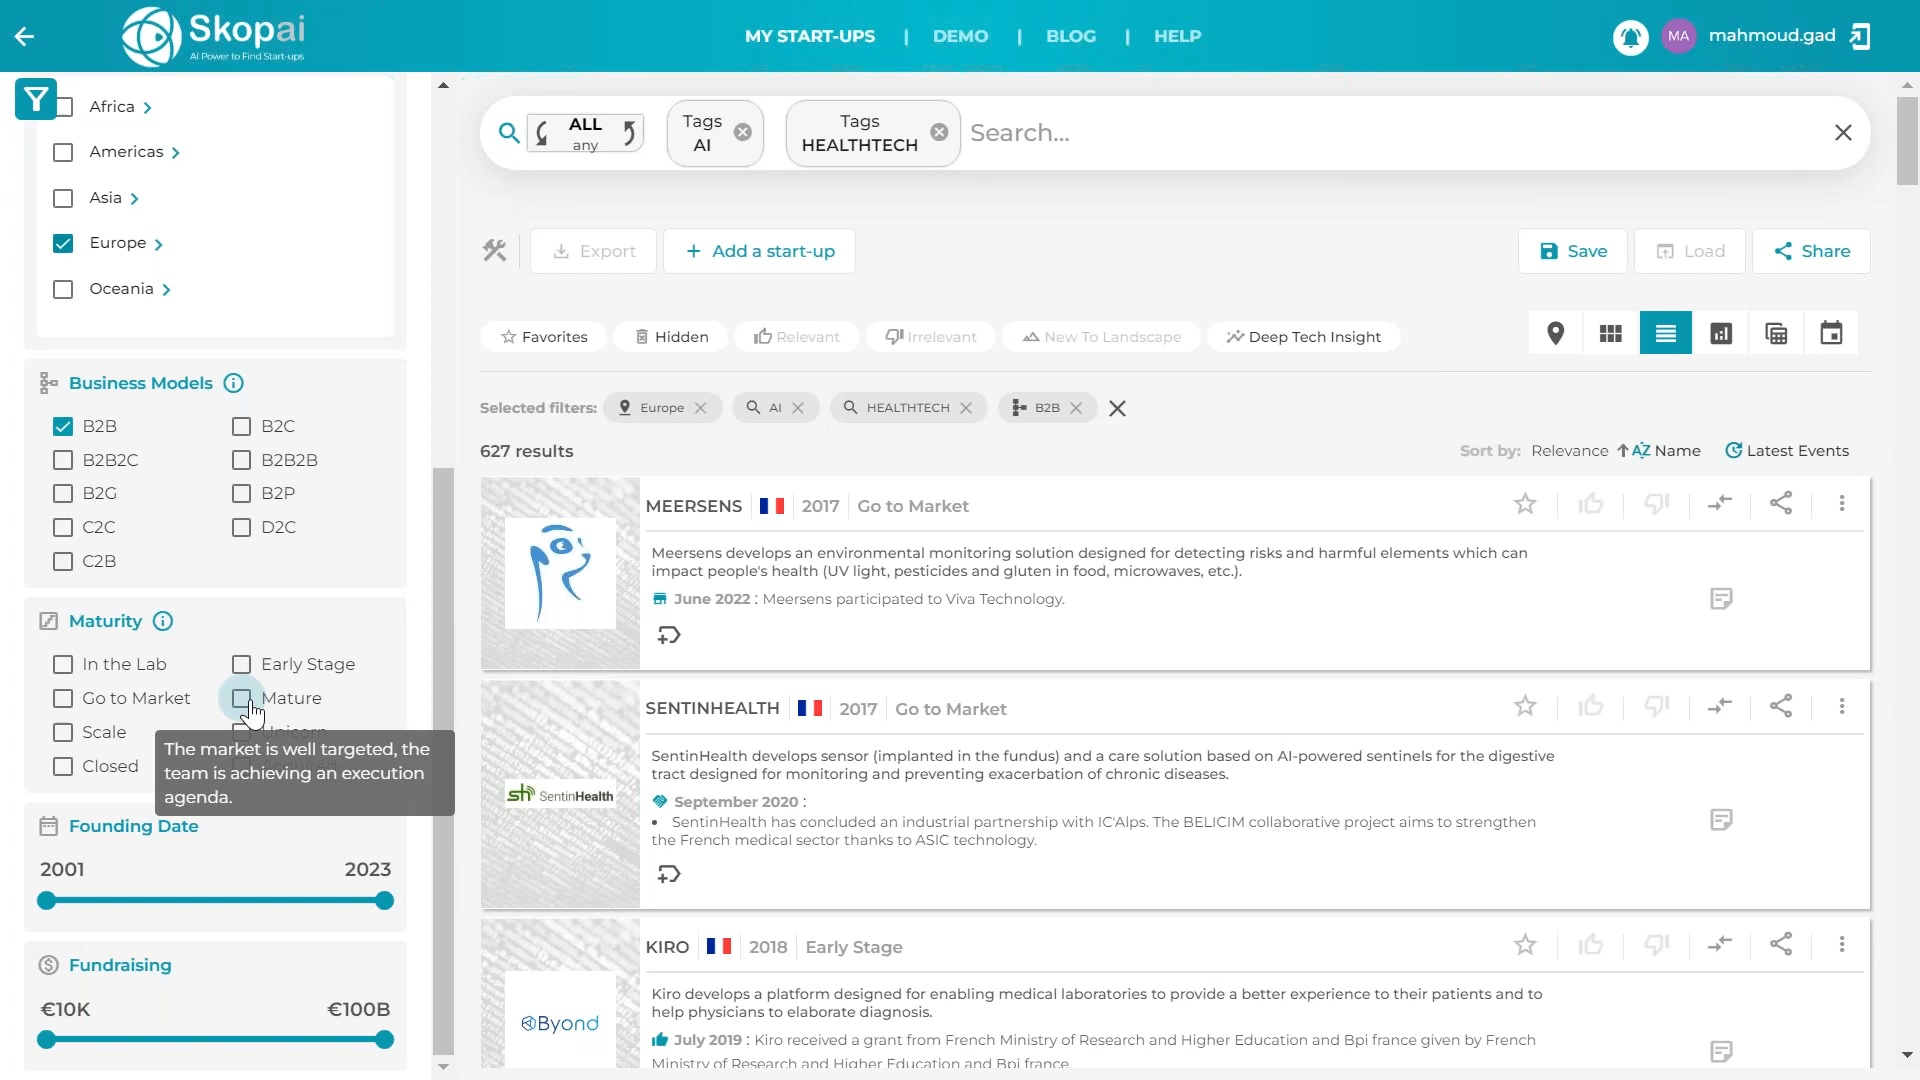 Skopai
AI Power to Find Start-ups
MY START-UPS | DEMO | BLOG | HELP
MA mahmoud.gad
Africa
Americas
Asia
Europe
Oceania
Business Models
B2B B2C
B2B2C B2B2B
B2G B2P
C2C D2C
C2B
Maturity
In the Lab Early Stage
Go to Market Mature
Scale Unicorn
Closed
The market is well targeted, the
team is achieving an execution
agenda.
Founding Date
2001 2023
Fundraising
€10K €100B
ALL
any
Tags
AI
Tags
HEALTHTECH
Search...
Export
+ Add a start-up
Save
Load
Share
Favorites
Hidden
Relevant
Irrelevant
New To Landscape
Deep Tech Insight
Selected filters: Europe AI HEALTHTECH B2B
627 results
Sort by: Relevance AZ Name Latest Events
MEERSENS 2017 Go to Market
Meersens develops an environmental monitoring solution designed for detecting risks and harmful elements which can
impact people's health (UV light, pesticides and gluten in food, microwaves, etc.).
June 2022 : Meersens participated to Viva Technology.
SENTINHEALTH 2017 Go to Market
sth SentinHealth
SentinHealth develops sensor (implanted in the fundus) and a care solution based on AI-powered sentinels for the digestive
tract designed for monitoring and preventing exacerbation of chronic diseases.
September 2020 :
• SentinHealth has concluded an industrial partnership with IC'Alps. The BELICIM collaborative project aims to strengthen
the French medical sector thanks to ASIC technology.
KIRO 2018 Early Stage
Byond
Kiro develops a platform designed for enabling medical laboratories to provide a better experience to their patients and to
help physicians to elaborate diagnosis.
July 2019 : Kiro received a grant from French Ministry of Research and Higher Education and Bpi france given by French
Ministry of Research and Higher Education and Bpi france.